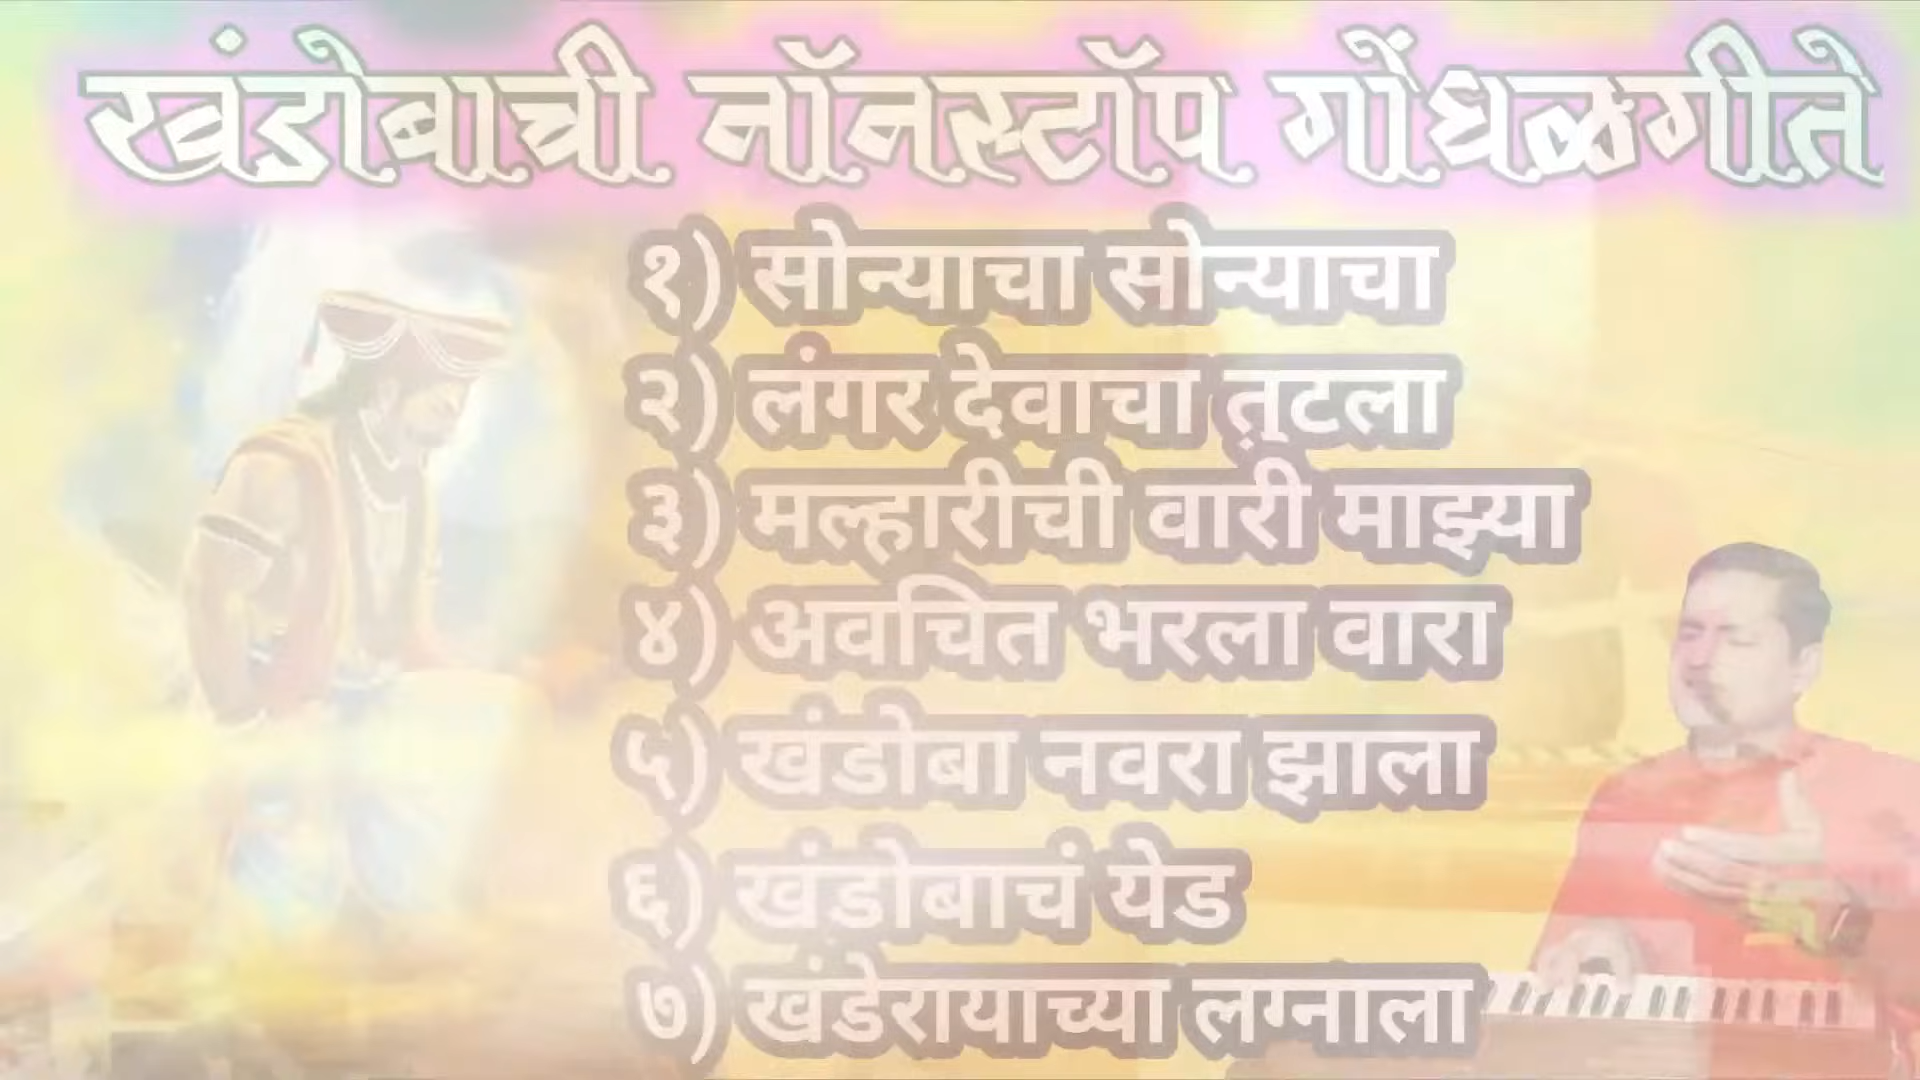 खंडोबाची नॉनस्टॉप गोंधळगीते
१) सोन्याचा सोन्याचा
२) लंगर देवाचा तुटला
३) मल्हारीची वारी माझ्या
४) अवचित भरला वारा
५) खंडोबा नवरा झाला
६) खंडोबाचं येड
७) खंडेरायाच्या लग्नाला